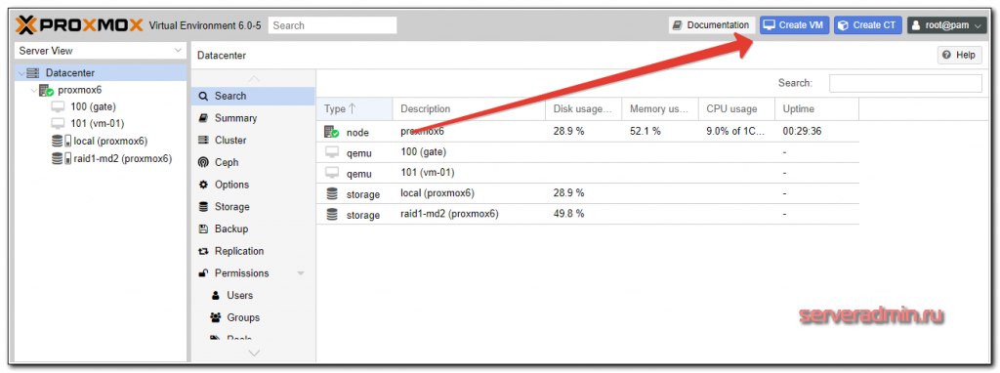 PROXMOX Virtual Environment 6.0-5 Search Documentation Create VM Create CT root@pam
Server View
Datacenter
proxmox6
100 (gate)
101 (vm-01)
local (proxmox6)
raid1-md2 (proxmox6)
Datacenter Help
Search
Summary
Cluster
Ceph
Options
Storage
Backup
Replication
Permissions
Users
Groups
Pools
Search:
Type Description Disk usage... Memory us... CPU usage Uptime
node proxmox6 28.9 % 52.1 % 9.0% of 1C... 00:29:36
qemu 100 (gate) -
qemu 101 (vm-01) -
storage local (proxmox6) 28.9 % -
storage raid1-md2 (proxmox6) 49.8 % -
serveradmin.ru